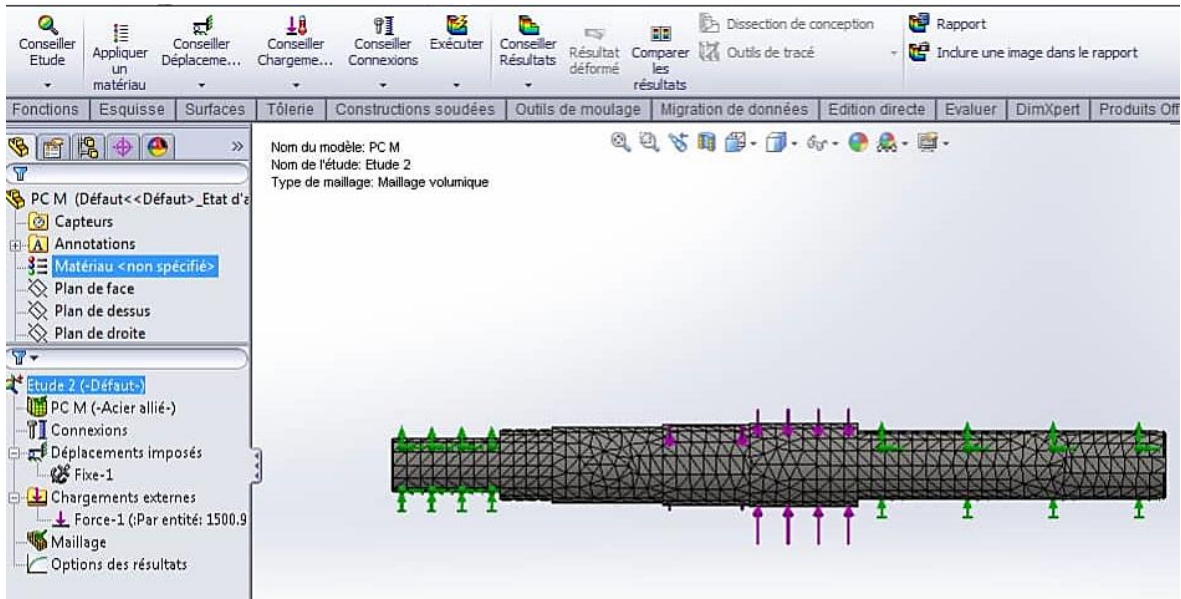 Conseiller Etude
Appliquer un matériau
Conseiller Déplaceme...
Conseiller Chargeme...
Conseiller Connexions
Exécuter
Conseiller Résultats
Résultat déformé
Comparer les résultats
Dissection de conception
Outils de tracé
Rapport
Inclure une image dans le rapport
Fonctions Esquisse Surfaces Tôlerie Constructions soudées Outils de moulage Migration de données Edition directe Evaluer DimXpert Produits Off
»
PC M (Défaut<<Défaut>_Etat d'a
Capteurs
A Annotations
Matériau <non spécifié>
Plan de face
Plan de dessus
Plan de droite
Etude 2 (-Défaut-)
PC M (-Acier allié-)
Connexions
Déplacements imposés
Fixe-1
Chargements externes
Force-1 (:Par entité: 1500.9
Maillage
Options des résultats
Nom du modèle: PC M
Nom de l'étude: Etude 2
Type de maillage: Maillage volumique